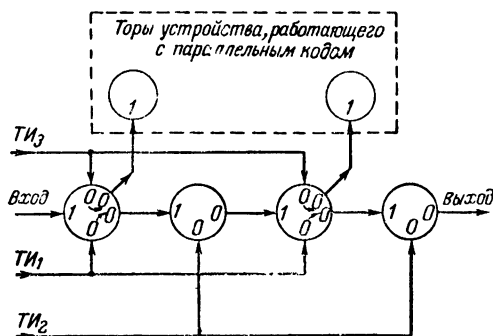 Торы устройства, работающего
с параллельным кодом
1
1
ТИ3
Вход
1 0 0 0 0
1 0 0
1 0 0 0 0
1 0 0
Выход
ТИ1
ТИ2